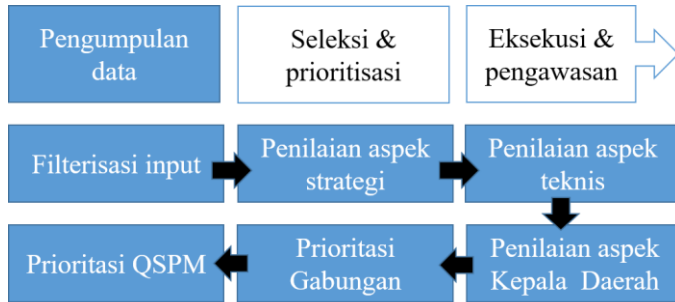 Pengumpulan
data
Seleksi &
prioritisasi
Eksekusi &
pengawasan
Filterisasi input
Penilaian aspek
strategi
Penilaian aspek
teknis
Prioritasi QSPM
Prioritasi
Gabungan
Penilaian aspek
Kepala Daerah